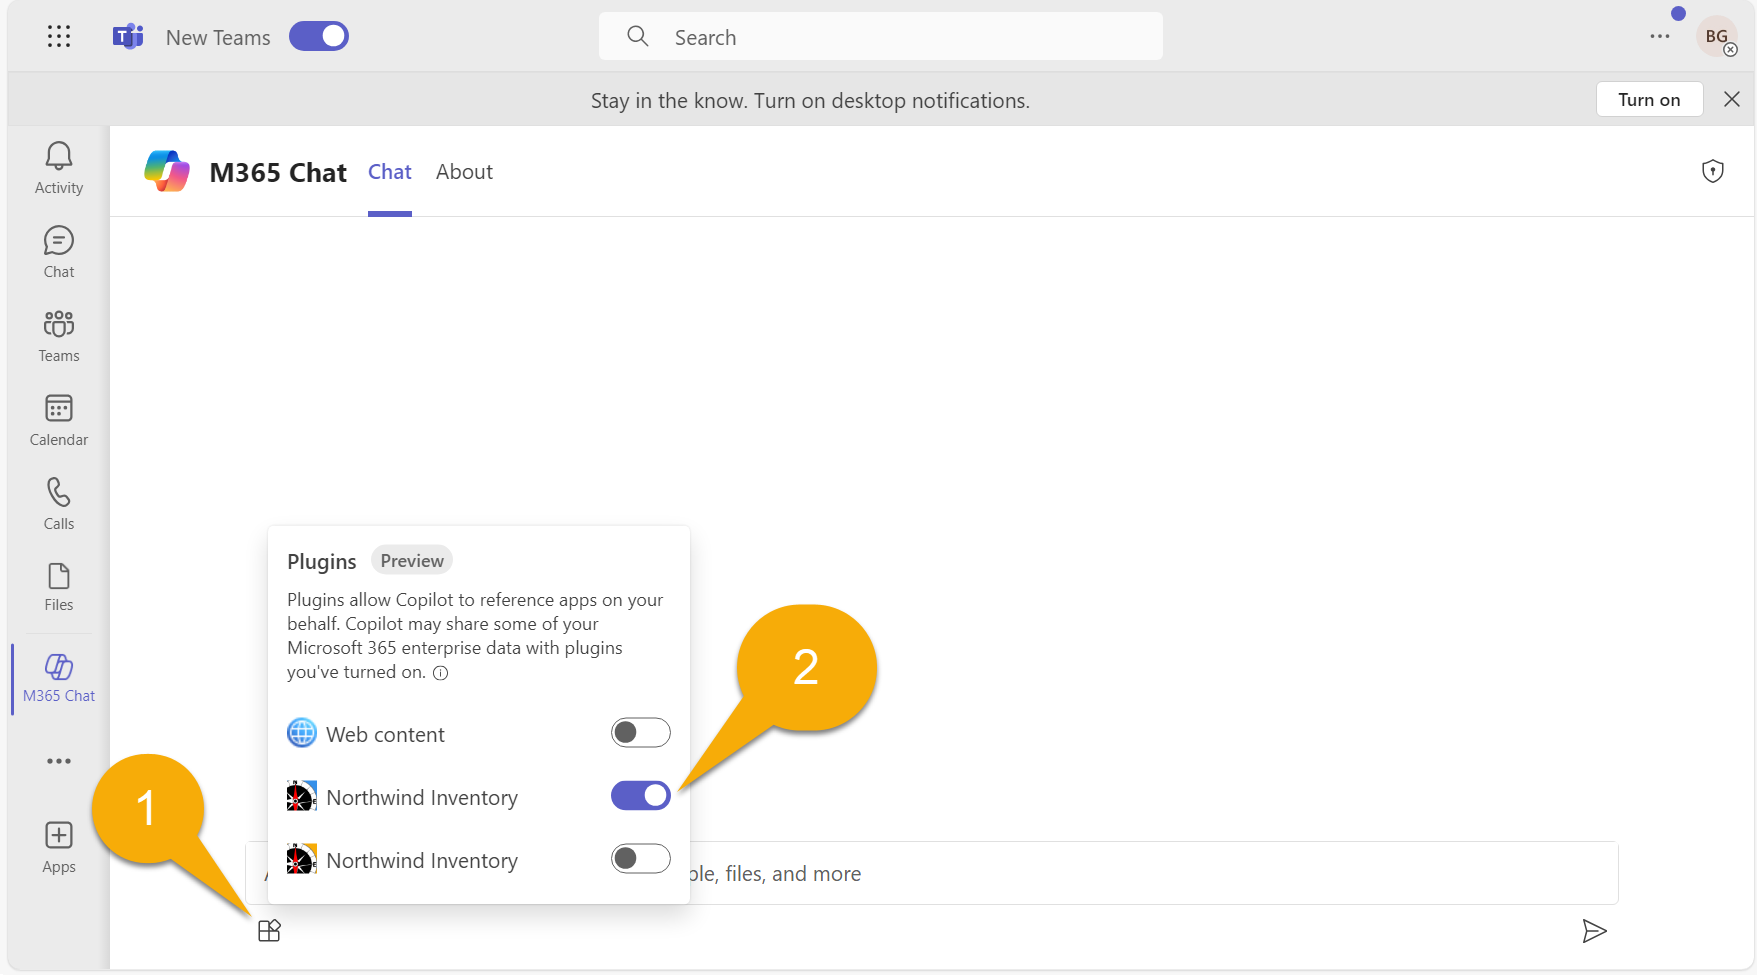 New Teams
Search
BG
Stay in the know. Turn on desktop notifications.
Turn on
Activity
Chat
Teams
Calendar
Calls
Files
M365 Chat
Apps
M365 Chat
Chat
About
Plugins
Preview
Plugins allow Copilot to reference apps on your
behalf. Copilot may share some of your
Microsoft 365 enterprise data with plugins
you've turned on.
Web content
Northwind Inventory
Northwind Inventory
files, and more
1
2